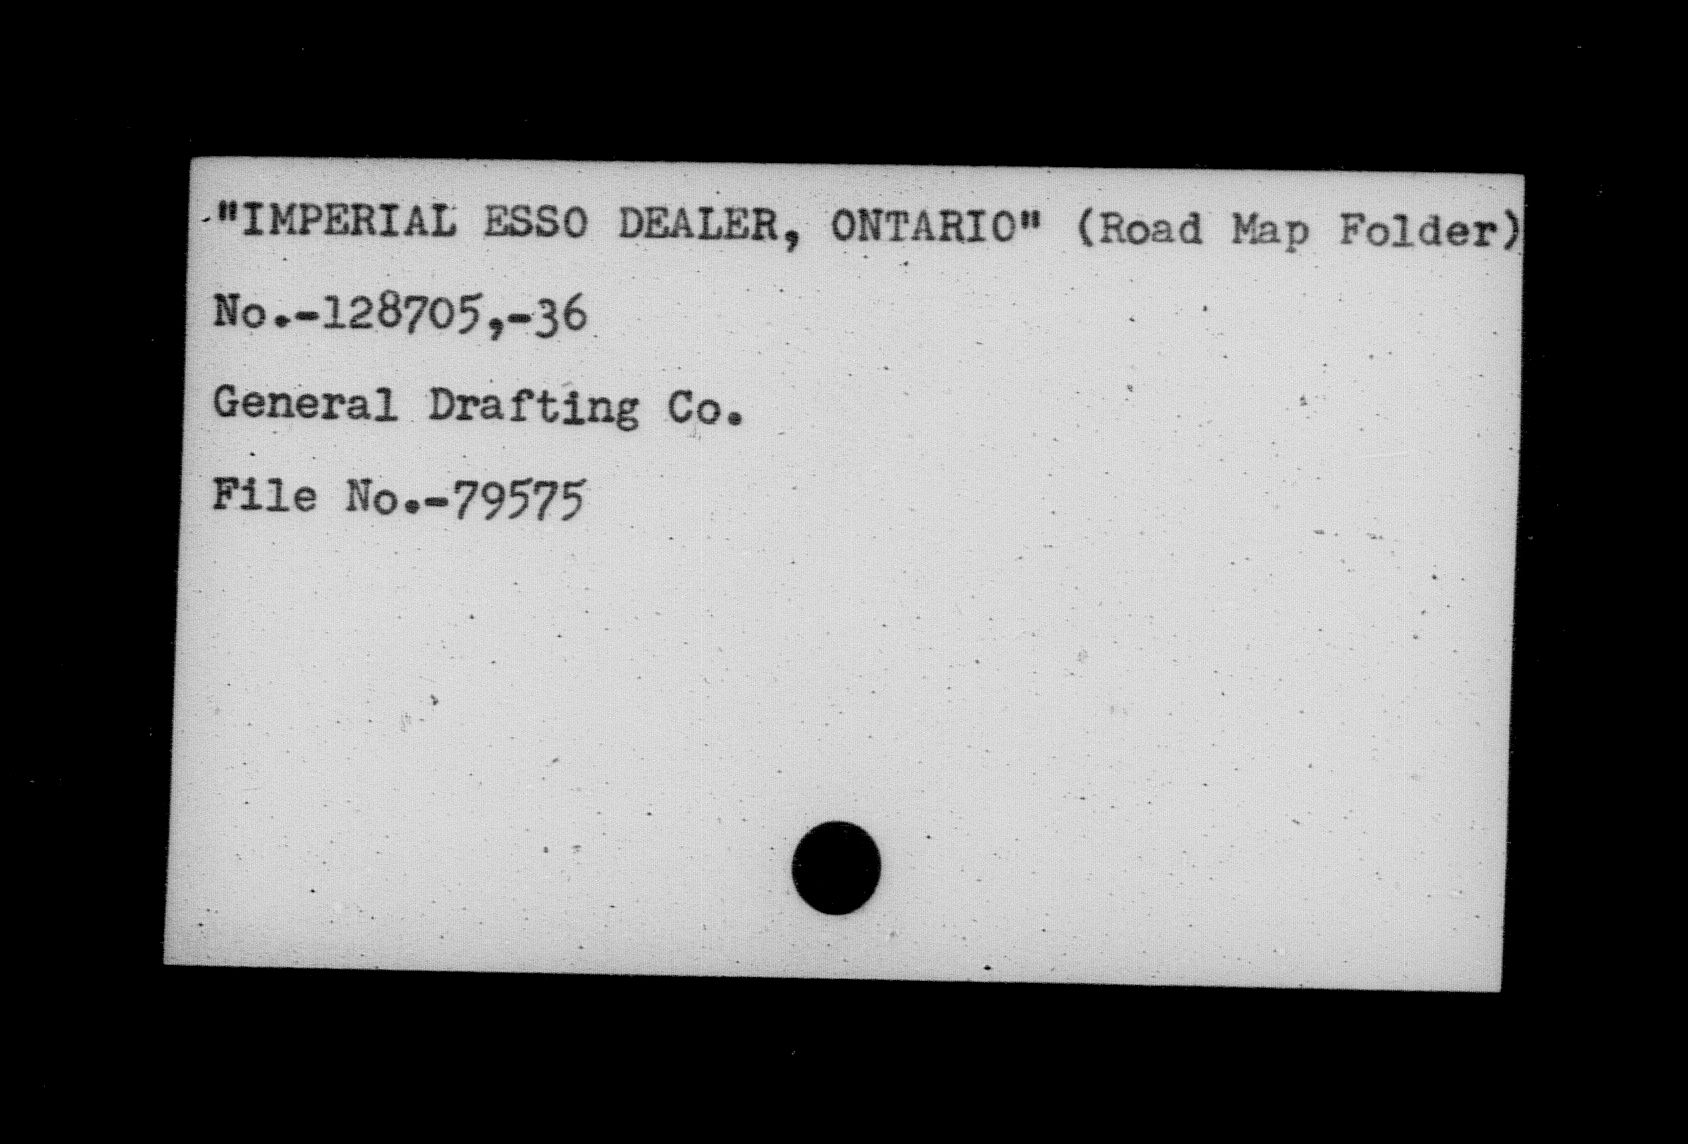 "IMPERIAL ESSO DEALER, ONTARIO" (Road Map Folder)
No.-128705,-36
General Drafting Co.
File No.-79575